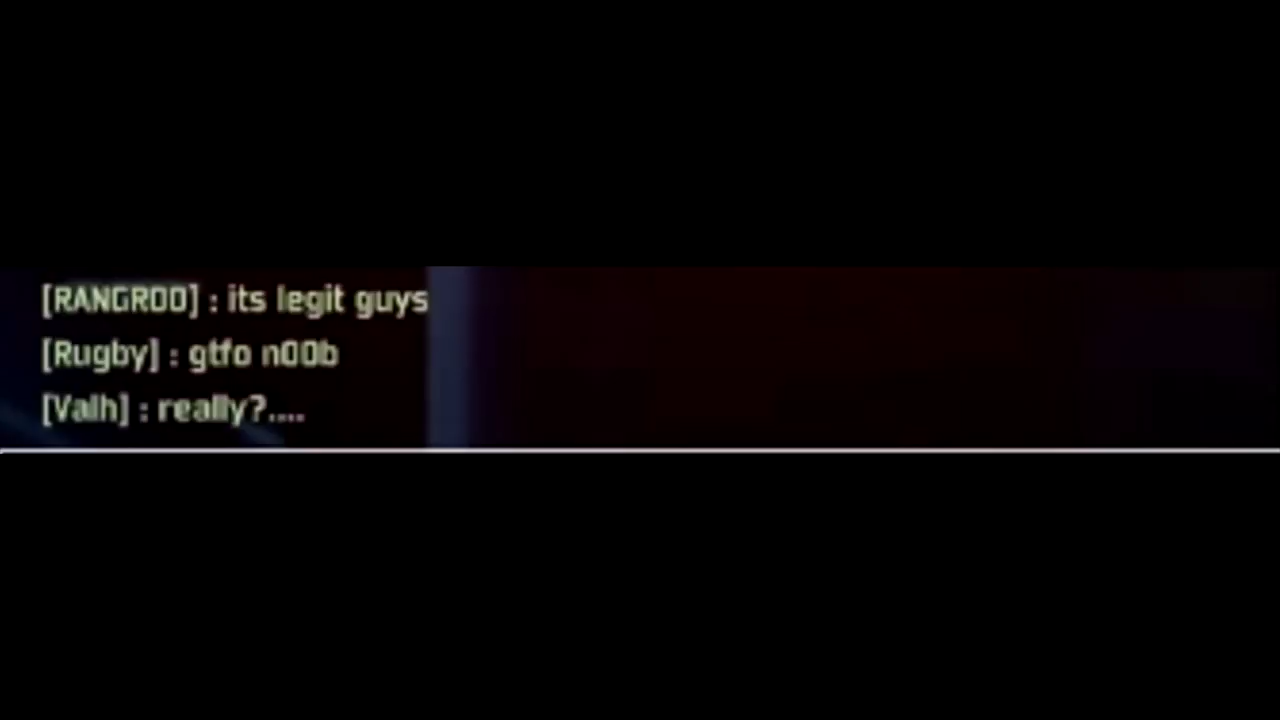 [RANGROO] : its legit guys
[Rugby] : gtfo n00b
[Valh] : really?....